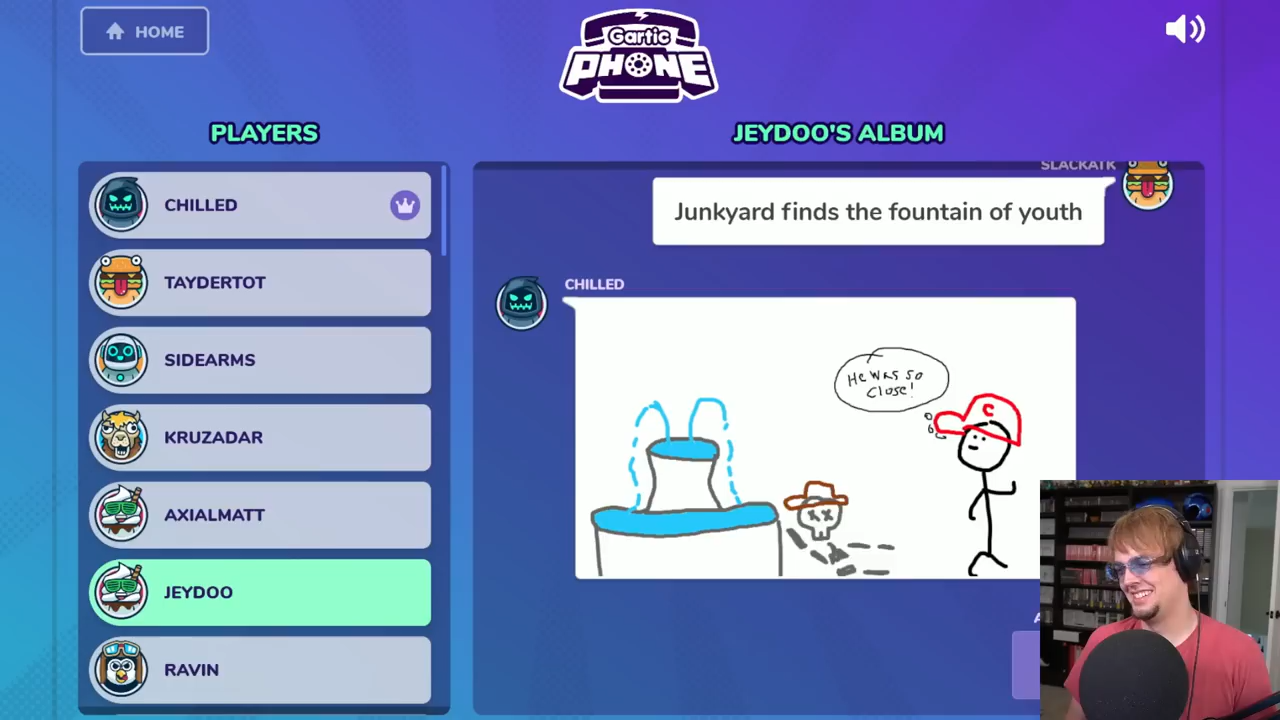 HOME
Gartic
PHONE
PLAYERS
CHILLED
TAYDERTOT
SIDEARMS
KRUZADAR
AXIALMATT
JEYDOO
RAVIN
JEYDOO'S ALBUM
SLACKATK
Junkyard finds the fountain of youth
CHILLED
HE WAS SO
CLOSE!
C